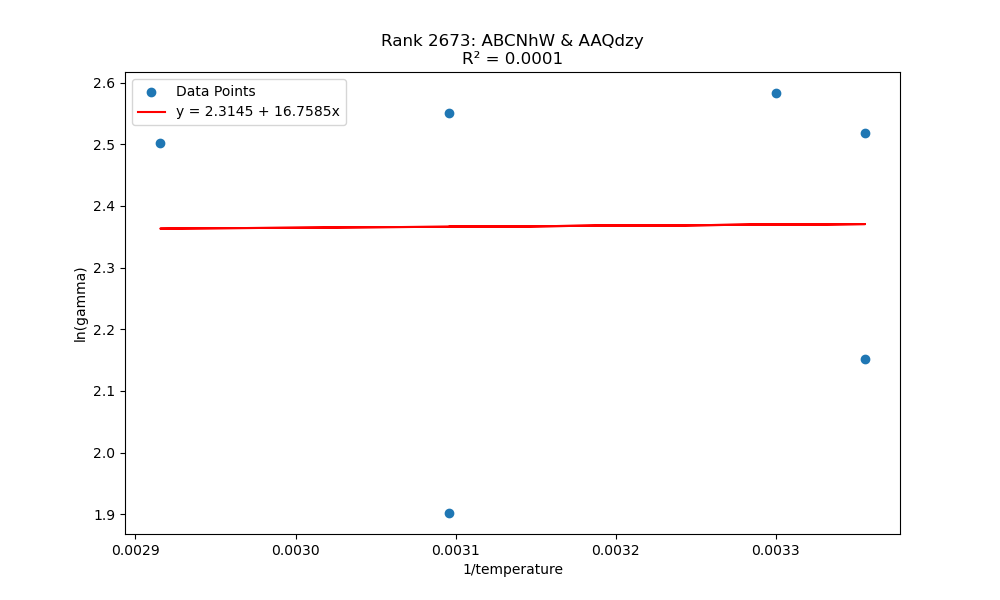 Rank 2673: ABCNhW & AAQdzy
R² = 0.0001
Data Points
y = 2.3145 + 16.7585x
2.6
2.5
2.4
2.3
2.2
2.1
2.0
1.9
ln(gamma)
0.0029
0.0030
0.0031
0.0032
0.0033
1/temperature